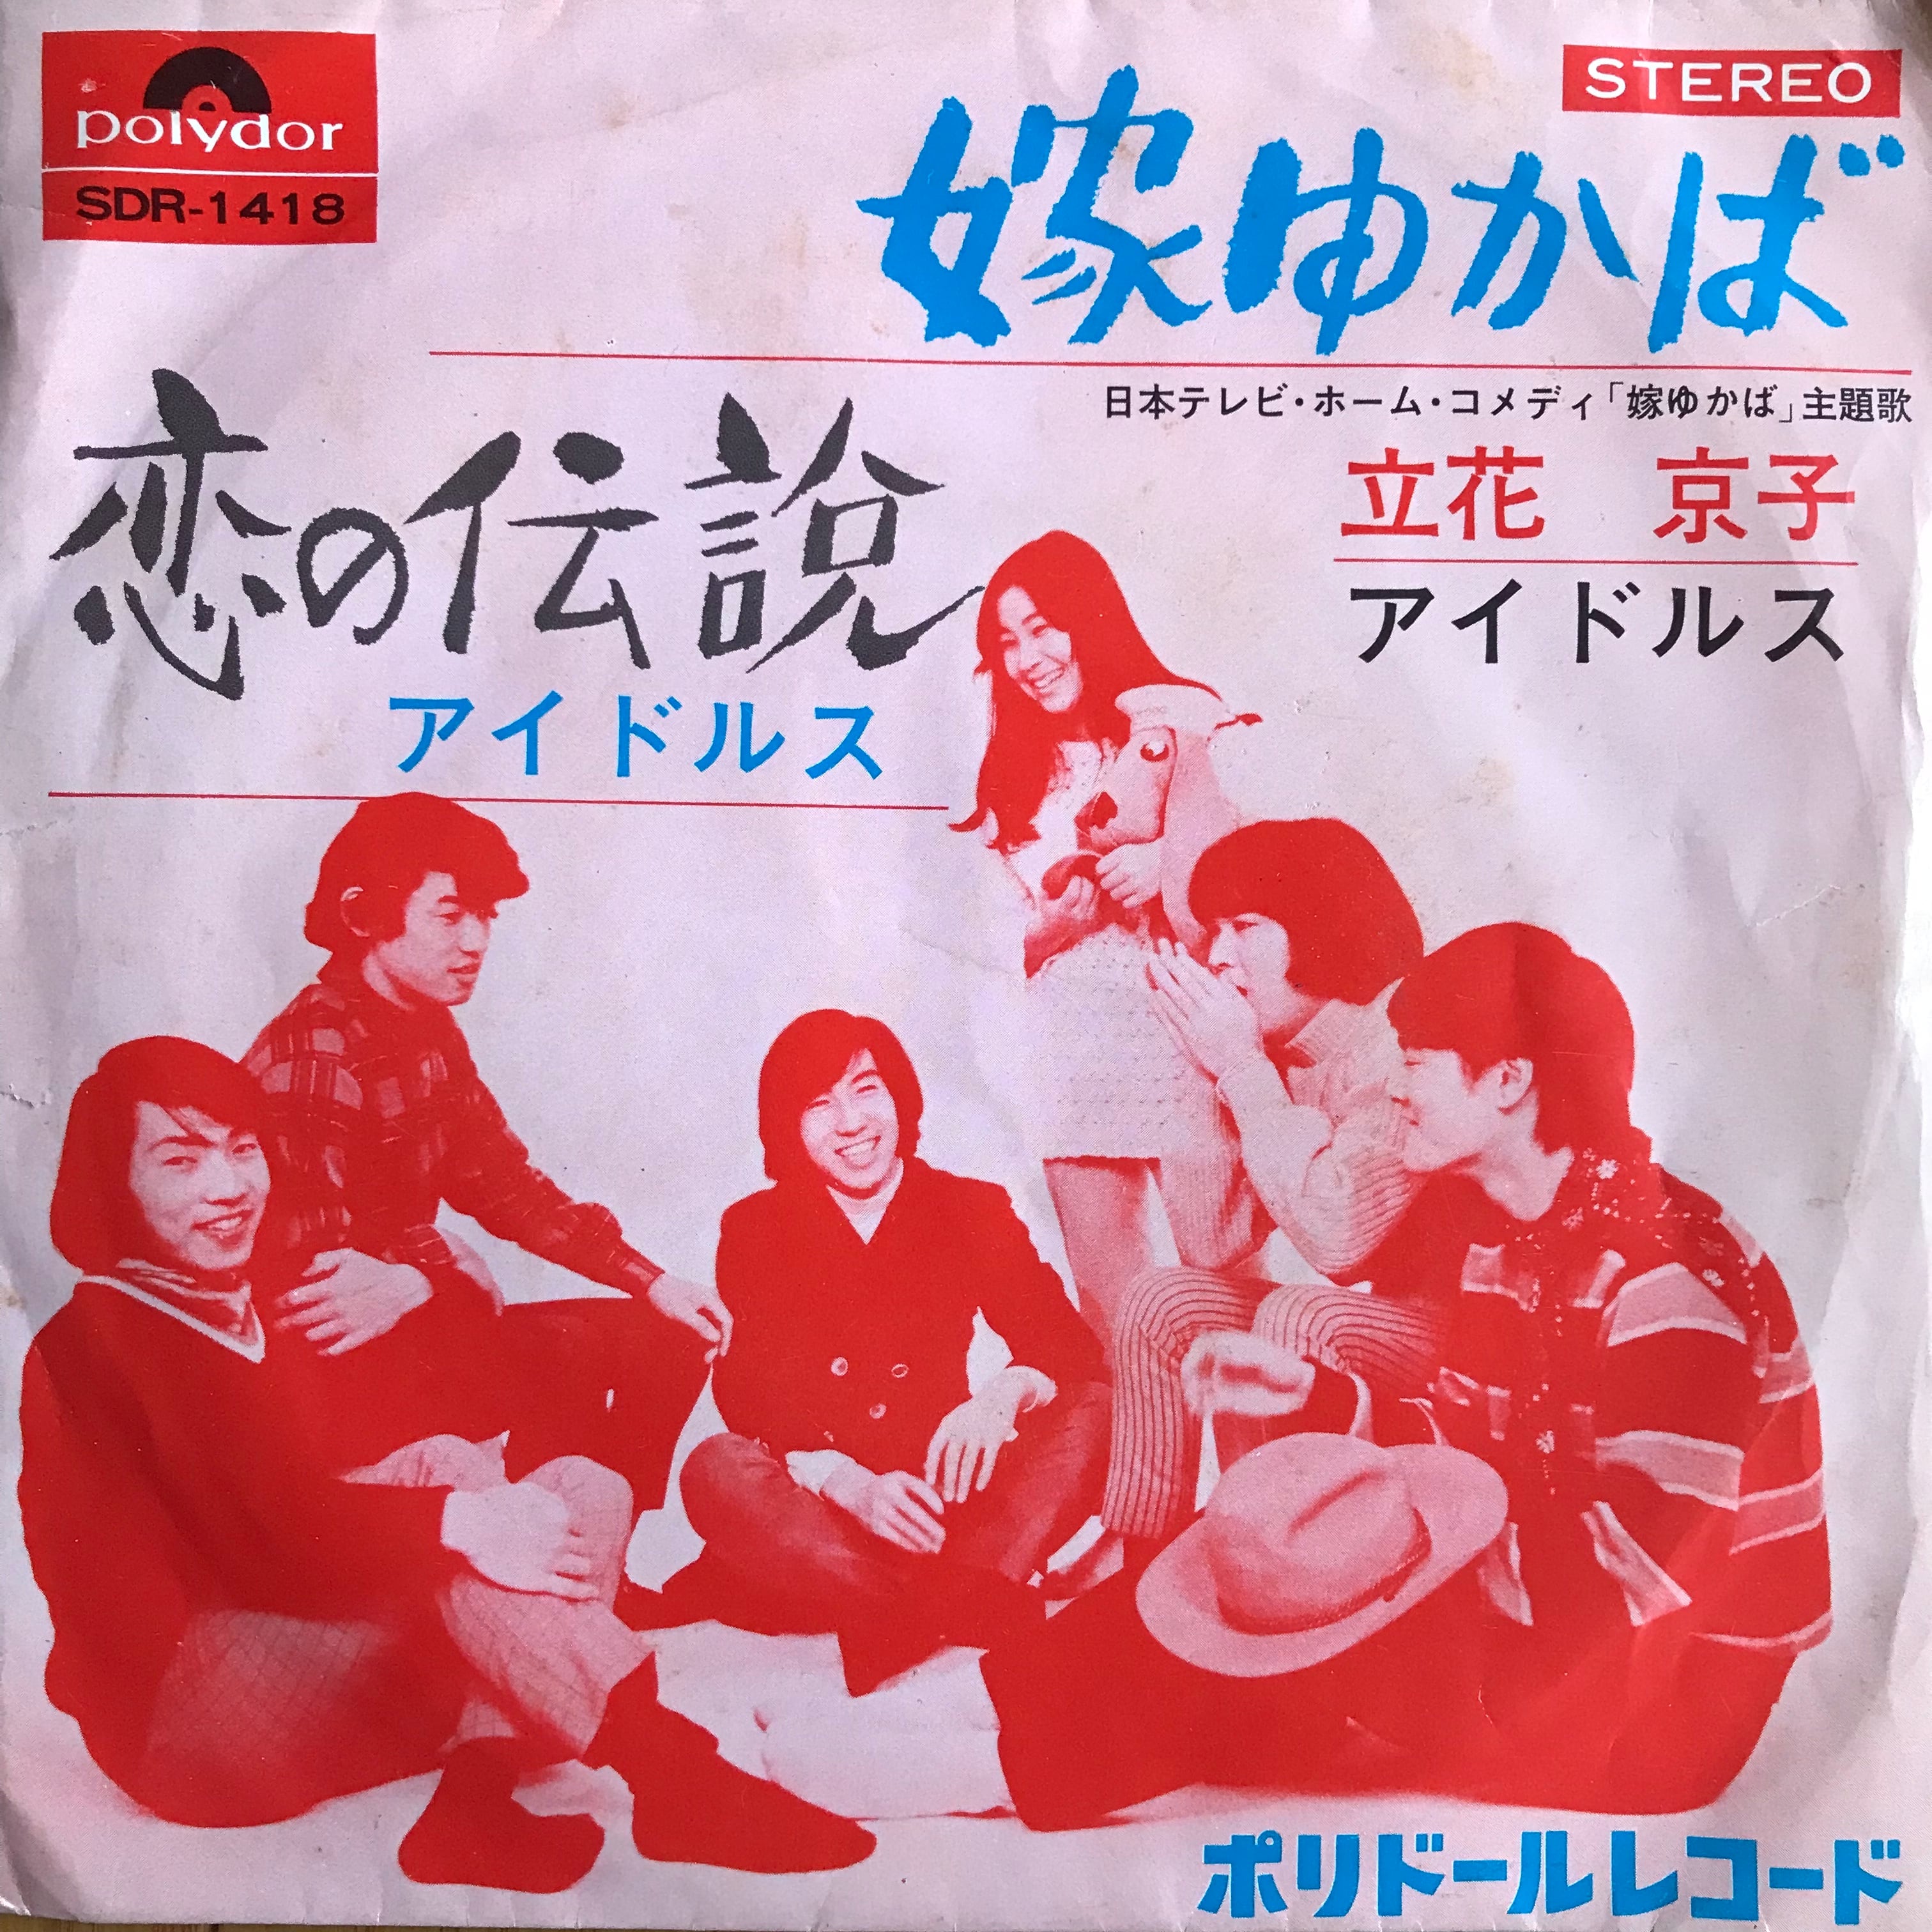 polydor
SDR-1418
STEREO
嫁ゆかば
日本テレビ・ホーム・コメディ「嫁ゆかば」主題歌
立花 京子
アイドルス
恋の伝説
アイドルス
ポリドールレコード